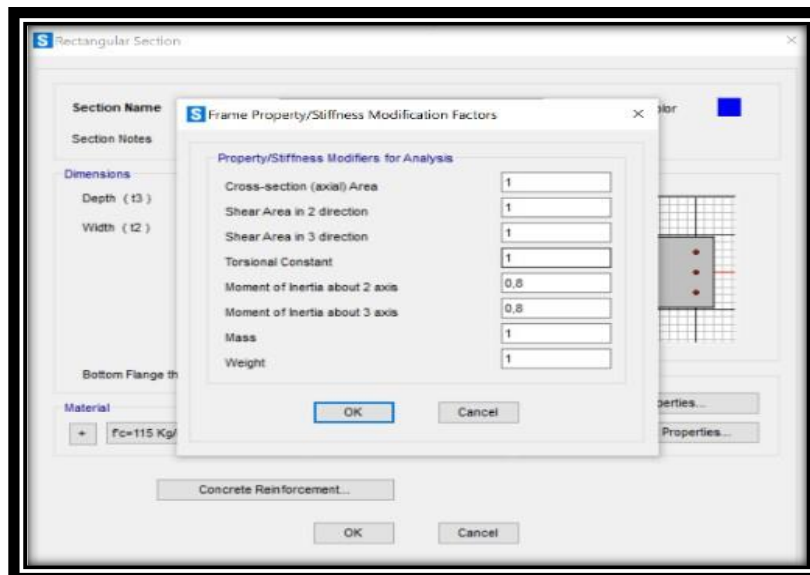 S Rectangular Section
Section Name
Section Notes
Dimensions
Depth ( t3 )
Width ( t2 )
Bottom Flange th
Material
+
f'c=115 Kg/
S Frame Property/Stiffness Modification Factors
Property/Stiffness Modifiers for Analysis
Cross-section (axial) Area 1
Shear Area in 2 direction 1
Shear Area in 3 direction 1
Torsional Constant 1
Moment of Inertia about 2 axis 0,8
Moment of Inertia about 3 axis 0,8
Mass 1
Weight 1
OK Cancel
olor
perties...
Properties...
Concrete Reinforcement...
OK Cancel